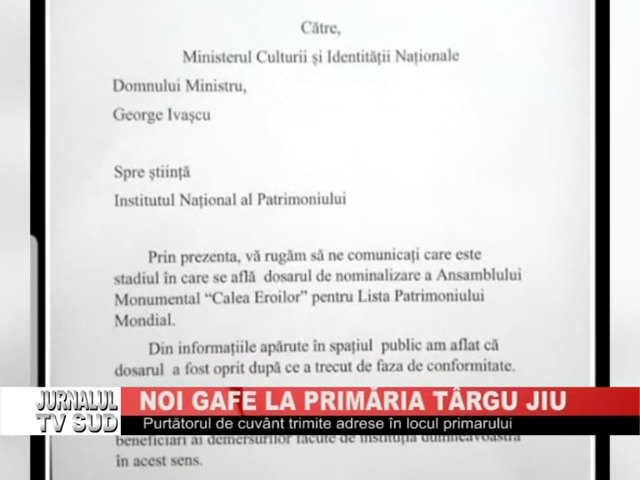 Către,
Ministerul Culturii și Identității Naționale
Domnului Ministru,
George Ivașcu
Spre știință
Institutul Național al Patrimoniului
Prin prezenta, vă rugăm să ne comunicați care este
stadiul în care se află dosarul de nominalizare a Ansamblului
Monumental “Calea Eroilor” pentru Lista Patrimoniului
Mondial.
Din informațiile apărute în spațiul public am aflat că
dosarul a fost oprit după ce a trecut de faza de conformitate.
JURNALUL
TV SUD
NOI GAFE LA PRIMĂRIA TÂRGU JIU
Purtătorul de cuvânt trimite adrese în locul primarului
beneficiari ai demersurilor făcute de instituția dumneavoastră
în acest sens.